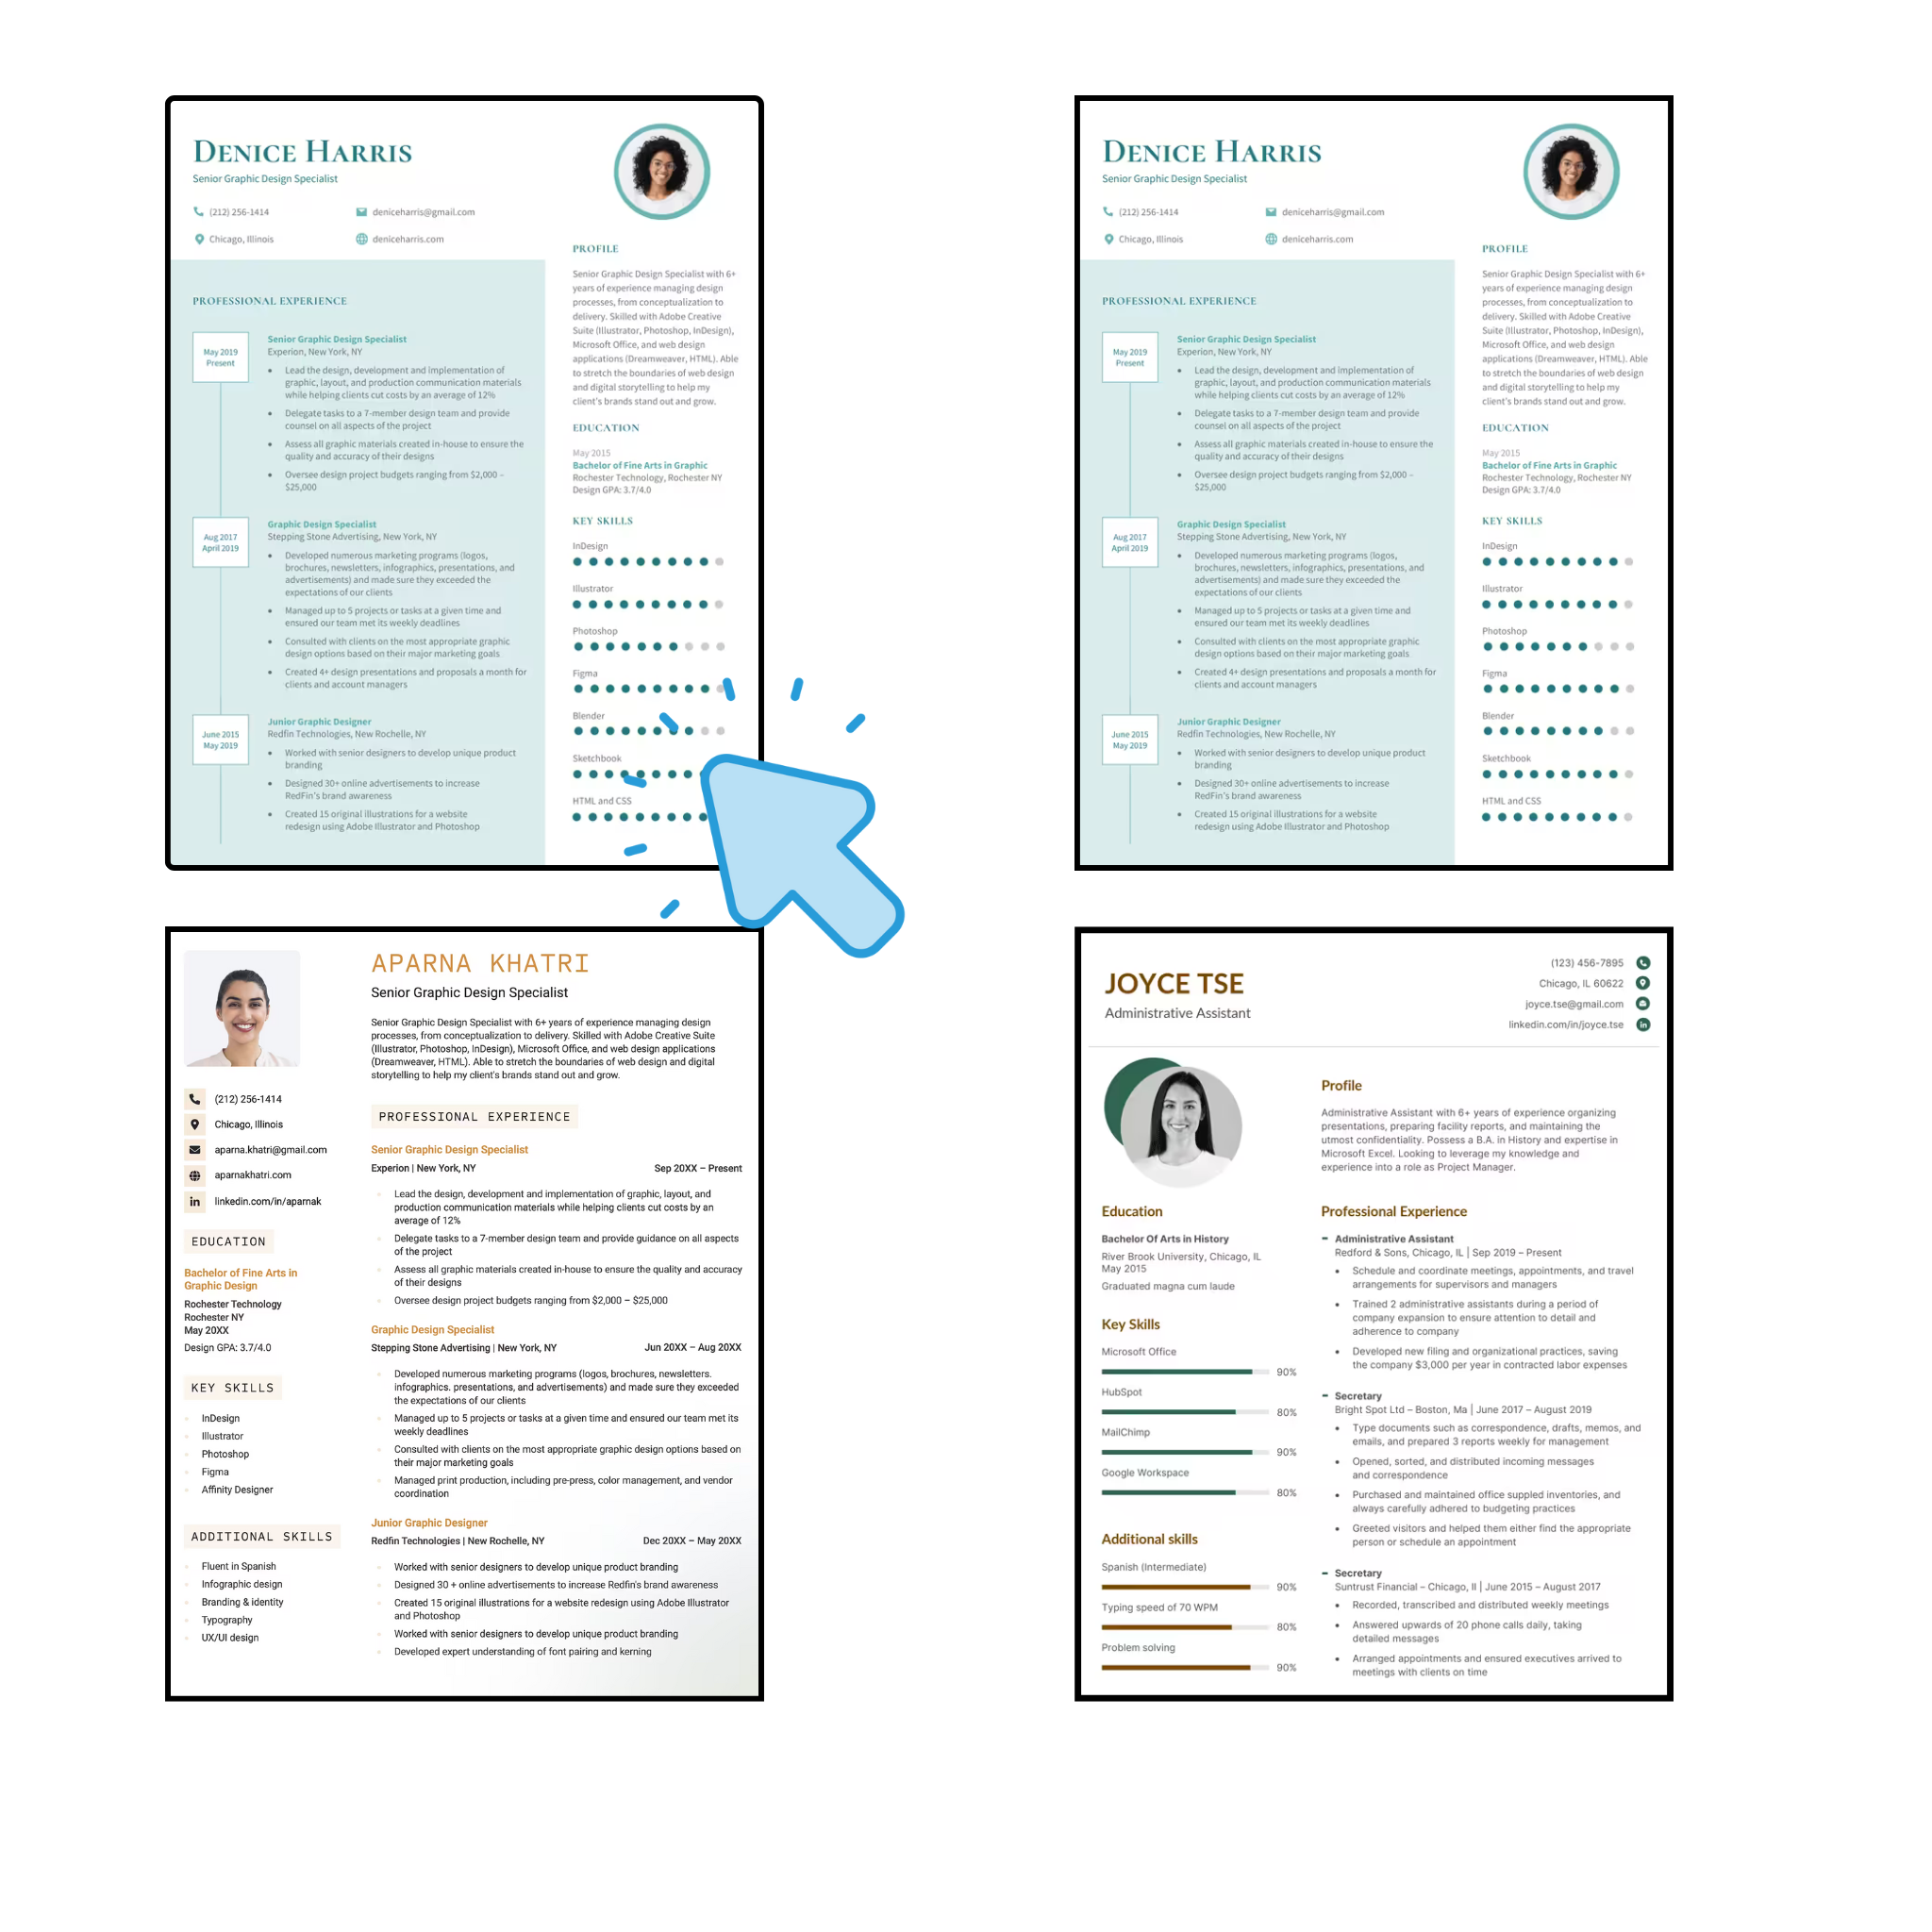 DENICE HARRIS
Senior Graphic Design Specialist
(212) 256-1414
deniceharris@gmail.com
Chicago, Illinois
deniceharris.com
PROFESSIONAL EXPERIENCE
May 2019
Present
Senior Graphic Design Specialist
Experion, New York, NY
Lead the design, development and implementation of
graphic, layout, and production communication materials
while helping clients cut costs by an average of 12%
Delegate tasks to a 7-member design team and provide
counsel on all aspects of the project
Assess all graphic materials created in-house to ensure the
quality and accuracy of their designs
Oversee design project budgets ranging from $2,000 –
$25,000
Aug 2017
April 2019
Graphic Design Specialist
Stepping Stone Advertising, New York, NY
Developed numerous marketing programs (logos,
brochures, newsletters, infographics, presentations, and
advertisements) and made sure they exceeded the
expectations of our clients
Managed up to 5 projects or tasks at a given time and
ensured our team met its weekly deadlines
Consulted with clients on the most appropriate graphic
design options based on their major marketing goals
Created 4+ design presentations and proposals a month for
clients and account managers
June 2015
May 2019
Junior Graphic Designer
Redfin Technologies, New Rochelle, NY
Worked with senior designers to develop unique product
branding
Designed 30+ online advertisements to increase
RedFin's brand awareness
Created 15 original illustrations for a website
redesign using Adobe Illustrator and Photoshop
PROFILE
Senior Graphic Design Specialist with 6+
years of experience managing design
processes, from conceptualization to
delivery. Skilled with Adobe Creative
Suite (Illustrator, Photoshop, InDesign),
Microsoft Office, and web design
applications (Dreamweaver, HTML). Able
to stretch the boundaries of web design
and digital storytelling to help my
client's brands stand out and grow.
EDUCATION
May 2015
Bachelor of Fine Arts in Graphic
Rochester Technology, Rochester NY
Design GPA: 3.7/4.0
KEY SKILLS
InDesign
Illustrator
Photoshop
Figma
Blender
Sketchbook
HTML and CSS
DENICE HARRIS
Senior Graphic Design Specialist
(212) 256-1414
deniceharris@gmail.com
Chicago, Illinois
deniceharris.com
PROFESSIONAL EXPERIENCE
May 2019
Present
Senior Graphic Design Specialist
Experion, New York, NY
Lead the design, development and implementation of
graphic, layout, and production communication materials
while helping clients cut costs by an average of 12%
Delegate tasks to a 7-member design team and provide
counsel on all aspects of the project
Assess all graphic materials created in-house to ensure the
quality and accuracy of their designs
Oversee design project budgets ranging from $2,000 –
$25,000
Aug 2017
April 2019
Graphic Design Specialist
Stepping Stone Advertising, New York, NY
Developed numerous marketing programs (logos,
brochures, newsletters, infographics, presentations, and
advertisements) and made sure they exceeded the
expectations of our clients
Managed up to 5 projects or tasks at a given time and
ensured our team met its weekly deadlines
Consulted with clients on the most appropriate graphic
design options based on their major marketing goals
Created 4+ design presentations and proposals a month for
clients and account managers
June 2015
May 2019
Junior Graphic Designer
Redfin Technologies, New Rochelle, NY
Worked with senior designers to develop unique product
branding
Designed 30+ online advertisements to increase
RedFin's brand awareness
Created 15 original illustrations for a website
redesign using Adobe Illustrator and Photoshop
PROFILE
Senior Graphic Design Specialist with 6+
years of experience managing design
processes, from conceptualization to
delivery. Skilled with Adobe Creative
Suite (Illustrator, Photoshop, InDesign),
Microsoft Office, and web design
applications (Dreamweaver, HTML). Able
to stretch the boundaries of web design
and digital storytelling to help my
client's brands stand out and grow.
EDUCATION
May 2015
Bachelor of Fine Arts in Graphic
Rochester Technology, Rochester NY
Design GPA: 3.7/4.0
KEY SKILLS
InDesign
Illustrator
Photoshop
Figma
Blender
Sketchbook
HTML and CSS
(212) 256-1414
Chicago, Illinois
aparna.khatri@gmail.com
aparnakhatri.com
linkedin.com/in/aparnak
EDUCATION
Bachelor of Fine Arts in
Graphic Design
Rochester Technology
Rochester NY
May 20XX
Design GPA: 3.7/4.0
KEY SKILLS
InDesign
Illustrator
Photoshop
Figma
Affinity Designer
ADDITIONAL SKILLS
Fluent in Spanish
Infographic design
Branding & identity
Typography
UX/UI design
APARNA KHATRI
Senior Graphic Design Specialist
Senior Graphic Design Specialist with 6+ years of experience managing design
processes, from conceptualization to delivery. Skilled with Adobe Creative Suite
(Illustrator, Photoshop, InDesign), Microsoft Office, and web design applications
(Dreamweaver, HTML). Able to stretch the boundaries of web design and digital
storytelling to help my client's brands stand out and grow.
PROFESSIONAL EXPERIENCE
Senior Graphic Design Specialist
Experion | New York, NY Sep 20XX – Present
Lead the design, development and implementation of graphic, layout, and
production communication materials while helping clients cut costs by an
average of 12%
Delegate tasks to a 7-member design team and provide guidance on all aspects
of the project
Assess all graphic materials created in-house to ensure the quality and accuracy
of their designs
Oversee design project budgets ranging from $2,000 – $25,000
Graphic Design Specialist
Stepping Stone Advertising | New York, NY Jun 20XX – Aug 20XX
Developed numerous marketing programs (logos, brochures, newsletters.
infographics. presentations, and advertisements) and made sure they exceeded
the expectations of our clients
Managed up to 5 projects or tasks at a given time and ensured our team met its
weekly deadlines
Consulted with clients on the most appropriate graphic design options based on
their major marketing goals
Managed print production, including pre-press, color management, and vendor
coordination
Junior Graphic Designer
Redfin Technologies | New Rochelle, NY Dec 20XX – May 20XX
Worked with senior designers to develop unique product branding
Designed 30 + online advertisements to increase Redfin's brand awareness
Created 15 original illustrations for a website redesign using Adobe Illustrator
and Photoshop
Worked with senior designers to develop unique product branding
Developed expert understanding of font pairing and kerning
JOYCE TSE
Administrative Assistant
(123) 456-7895
Chicago, IL 60622
joyce.tse@gmail.com
linkedin.com/in/joyce.tse
Education
Bachelor Of Arts in History
River Brook University, Chicago, IL
May 2015
Graduated magna cum laude
Key Skills
Microsoft Office
90%
HubSpot
80%
MailChimp
90%
Google Workspace
80%
Additional skills
Spanish (Intermediate)
90%
Typing speed of 70 WPM
80%
Problem solving
90%
Profile
Administrative Assistant with 6+ years of experience organizing
presentations, preparing facility reports, and maintaining the
utmost confidentiality. Possess a B.A. in History and expertise in
Microsoft Excel. Looking to leverage my knowledge and
experience into a role as Project Manager.
Professional Experience
Administrative Assistant
Redford & Sons, Chicago, IL | Sep 2019 – Present
Schedule and coordinate meetings, appointments, and travel
arrangements for supervisors and managers
Trained 2 administrative assistants during a period of
company expansion to ensure attention to detail and
adherence to company
Developed new filing and organizational practices, saving
the company $3,000 per year in contracted labor expenses
Secretary
Bright Spot Ltd – Boston, Ma | June 2017 – August 2019
Type documents such as correspondence, drafts, memos, and
emails, and prepared 3 reports weekly for management
Opened, sorted, and distributed incoming messages
and correspondence
Purchased and maintained office suppled inventories, and
always carefully adhered to budgeting practices
Greeted visitors and helped them either find the appropriate
person or schedule an appointment
Secretary
Suntrust Financial – Chicago, Il | June 2015 – August 2017
Recorded, transcribed and distributed weekly meetings
Answered upwards of 20 phone calls daily, taking
detailed messages
Arranged appointments and ensured executives arrived to
meetings with clients on time